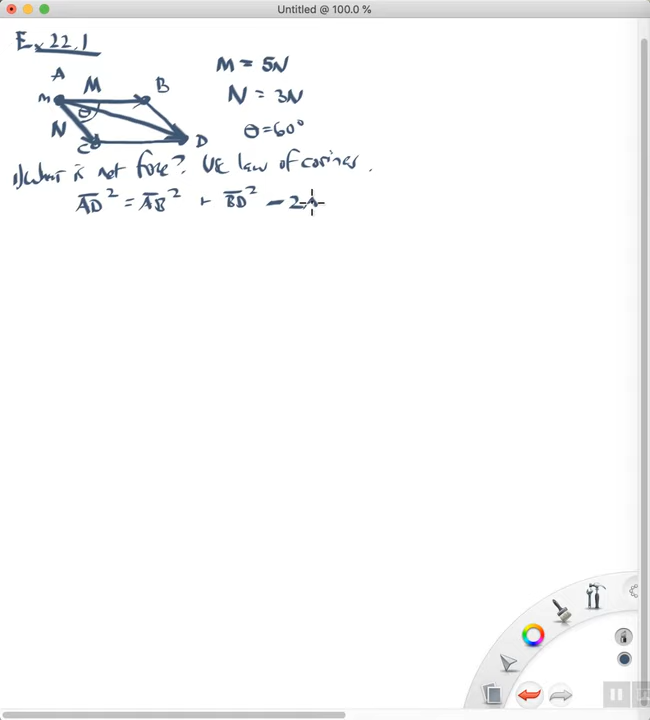 Untitled @ 100.0 %
Ex 22.1
A
M
B
m
θ
N
C
D
M = 5N
N = 3N
θ = 60°
1) What is net force? Use law of cosines.
AD² = AB² + BD² - 2